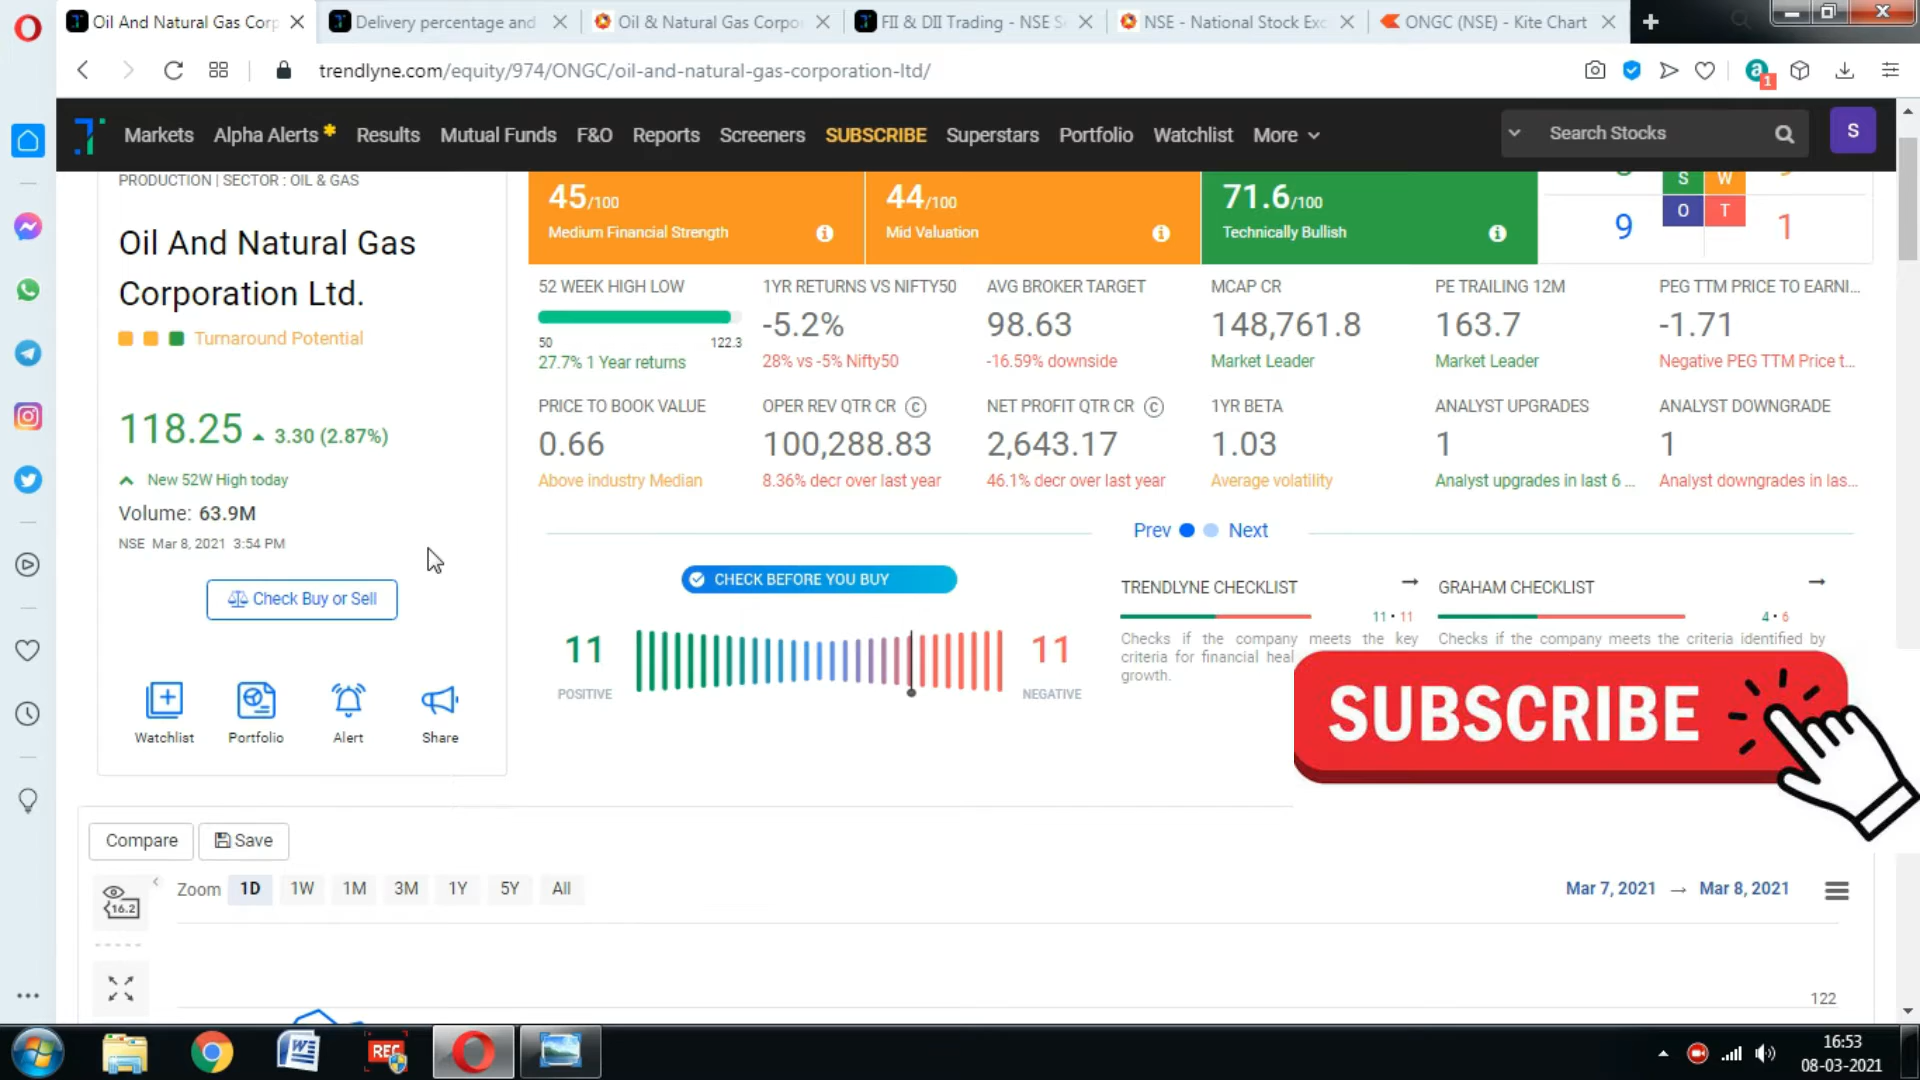 Oil And Natural Gas Corp
Delivery percentage and
Oil & Natural Gas Corpo
FII & DII Trading - NSE S
NSE - National Stock Exc
ONGC (NSE) - Kite Chart
trendlyne.com/equity/974/ONGC/oil-and-natural-gas-corporation-ltd/
a
1
Markets
Alpha Alerts
Results
Mutual Funds
F&O
Reports
Screeners
SUBSCRIBE
Superstars
Portfolio
Watchlist
More
Search Stocks
S
PRODUCTION | SECTOR : OIL & GAS
Oil And Natural Gas
Corporation Ltd.
Turnaround Potential
118.25 3.30 (2.87%)
New 52W High today
Volume: 63.9M
NSE Mar 8, 2021 3:54 PM
Check Buy or Sell
Watchlist
Portfolio
Alert
Share
45/100
Medium Financial Strength
44/100
Mid Valuation
71.6/100
Technically Bullish
S W
O T
9
1
52 WEEK HIGH LOW
50 122.3
27.7% 1 Year returns
1YR RETURNS VS NIFTY50
-5.2%
28% vs -5% Nifty50
AVG BROKER TARGET
98.63
-16.59% downside
MCAP CR
148,761.8
Market Leader
PE TRAILING 12M
163.7
Market Leader
PEG TTM PRICE TO EARNI...
-1.71
Negative PEG TTM Price t...
PRICE TO BOOK VALUE
0.66
Above industry Median
OPER REV QTR CR C
100,288.83
8.36% decr over last year
NET PROFIT QTR CR C
2,643.17
46.1% decr over last year
1YR BETA
1.03
Average volatility
ANALYST UPGRADES
1
Analyst upgrades in last 6 ...
ANALYST DOWNGRADE
1
Analyst downgrades in las...
Prev Next
CHECK BEFORE YOU BUY
11
POSITIVE
11
NEGATIVE
TRENDLYNE CHECKLIST
11 • 11
Checks if the company meets the key
criteria for financial heal
growth.
GRAHAM CHECKLIST
4 • 6
Checks if the company meets the criteria identified by
SUBSCRIBE
Compare
Save
16.2
Zoom 1D 1W 1M 3M 1Y 5Y All
Mar 7, 2021 → Mar 8, 2021
122
REC
16:53
08-03-2021